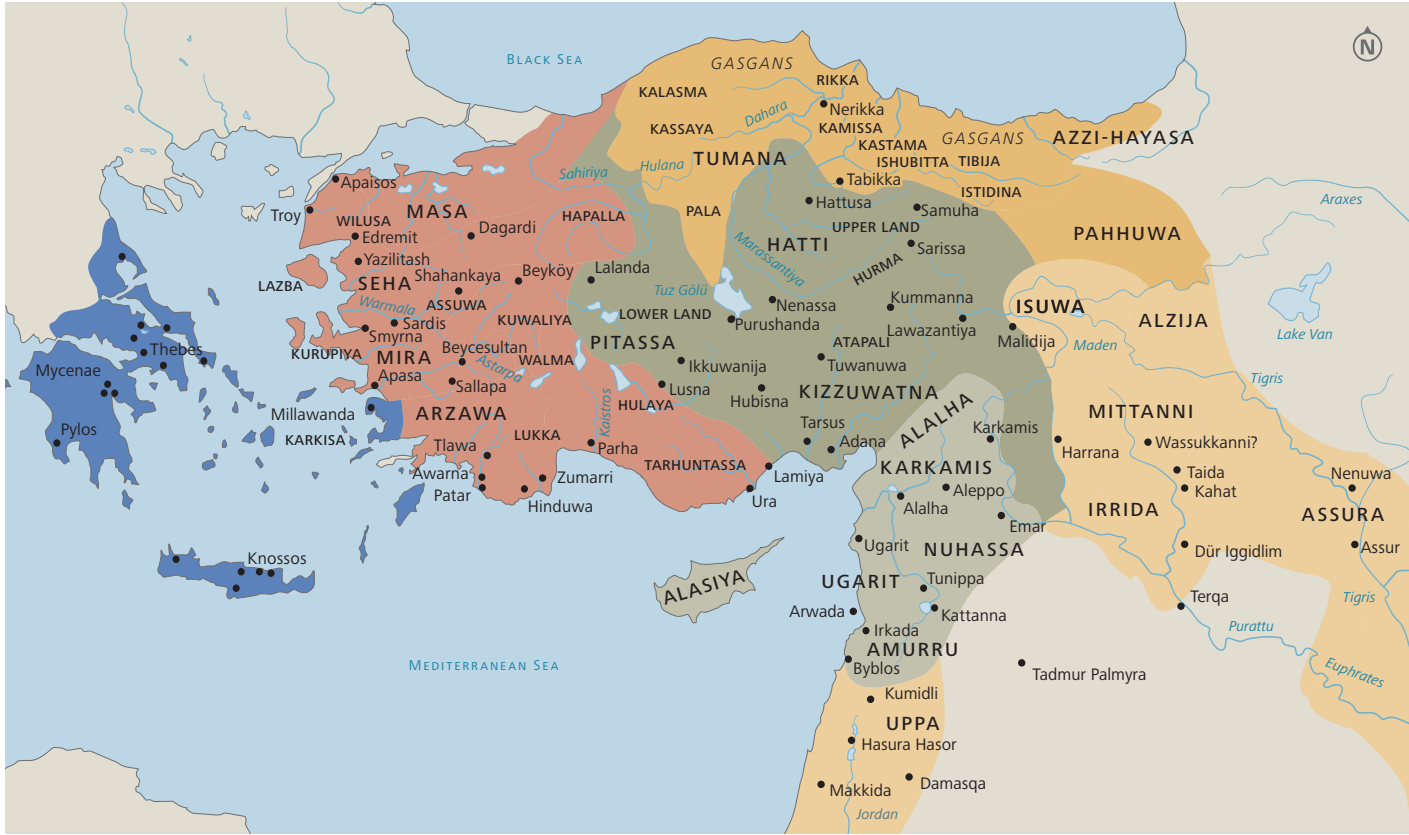 N
BLACK SEA
GASGANS
RIKKA
KALASMA
Nerikka
Dahara
KASSAYA
KAMISSA
GASGANS
AZZI-HAYASA
KASTAMA
TUMANA
ISHUBITTA
TIBIJA
Hulana
Sahiriya
Apaisos
Tabikka
ISTIDINA
Araxes
Troy
WILUSA
MASA
HAPALLA
PALA
Hattusa
Samuha
Dagardi
UPPER LAND
Edremit
HATTI
Sarissa
PAHHUWA
Marassantiya
Yazilitash
Shahankaya
Beyköy
Lalanda
HURMA
LAZBA
SEHA
Tuz Gölü
Kummanna
ISUWA
ASSUWA
Warmala
Nenassa
ALZIJA
Sardis
KUWALIYA
LOWER LAND
Purushanda
Lawazantiya
Lake Van
Smyrna
PITASSA
ATAPALI
Malidija
Maden
Thebes
KURUPIYA
MIRA
Beycesultan
WALMA
Ikkuwanija
Tuwanuwa
Mycenae
Apasa
Astarpa
Tigris
Sallapa
Lusna
Hubisna
KIZZUWATNA
Millawanda
ARZAWA
Kaistros
HULAYA
ALALHA
MITTANNI
Pylos
KARKISA
LUKKA
Tarsus
Karkamis
Tlawa
Parha
Adana
Harrana
Wassukkanni?
Awarna
Zumarri
TARHUNTASSA
Lamiya
KARKAMIS
Taida
Nenuwa
Patar
Hinduwa
Ura
Aleppo
Kahat
Alalha
IRRIDA
ASSURA
Emar
Ugarit
NUHASSA
Dür Iggidlim
Assur
Knossos
ALASIYA
UGARIT
Tunippa
Terqa
Tigris
Arwada
Kattanna
Purattu
Irkada
AMURRU
MEDITERRANEAN SEA
Byblos
Tadmur Palmyra
Euphrates
Kumidli
UPPA
Hasura Hasor
Makkida
Damasqa
Jordan